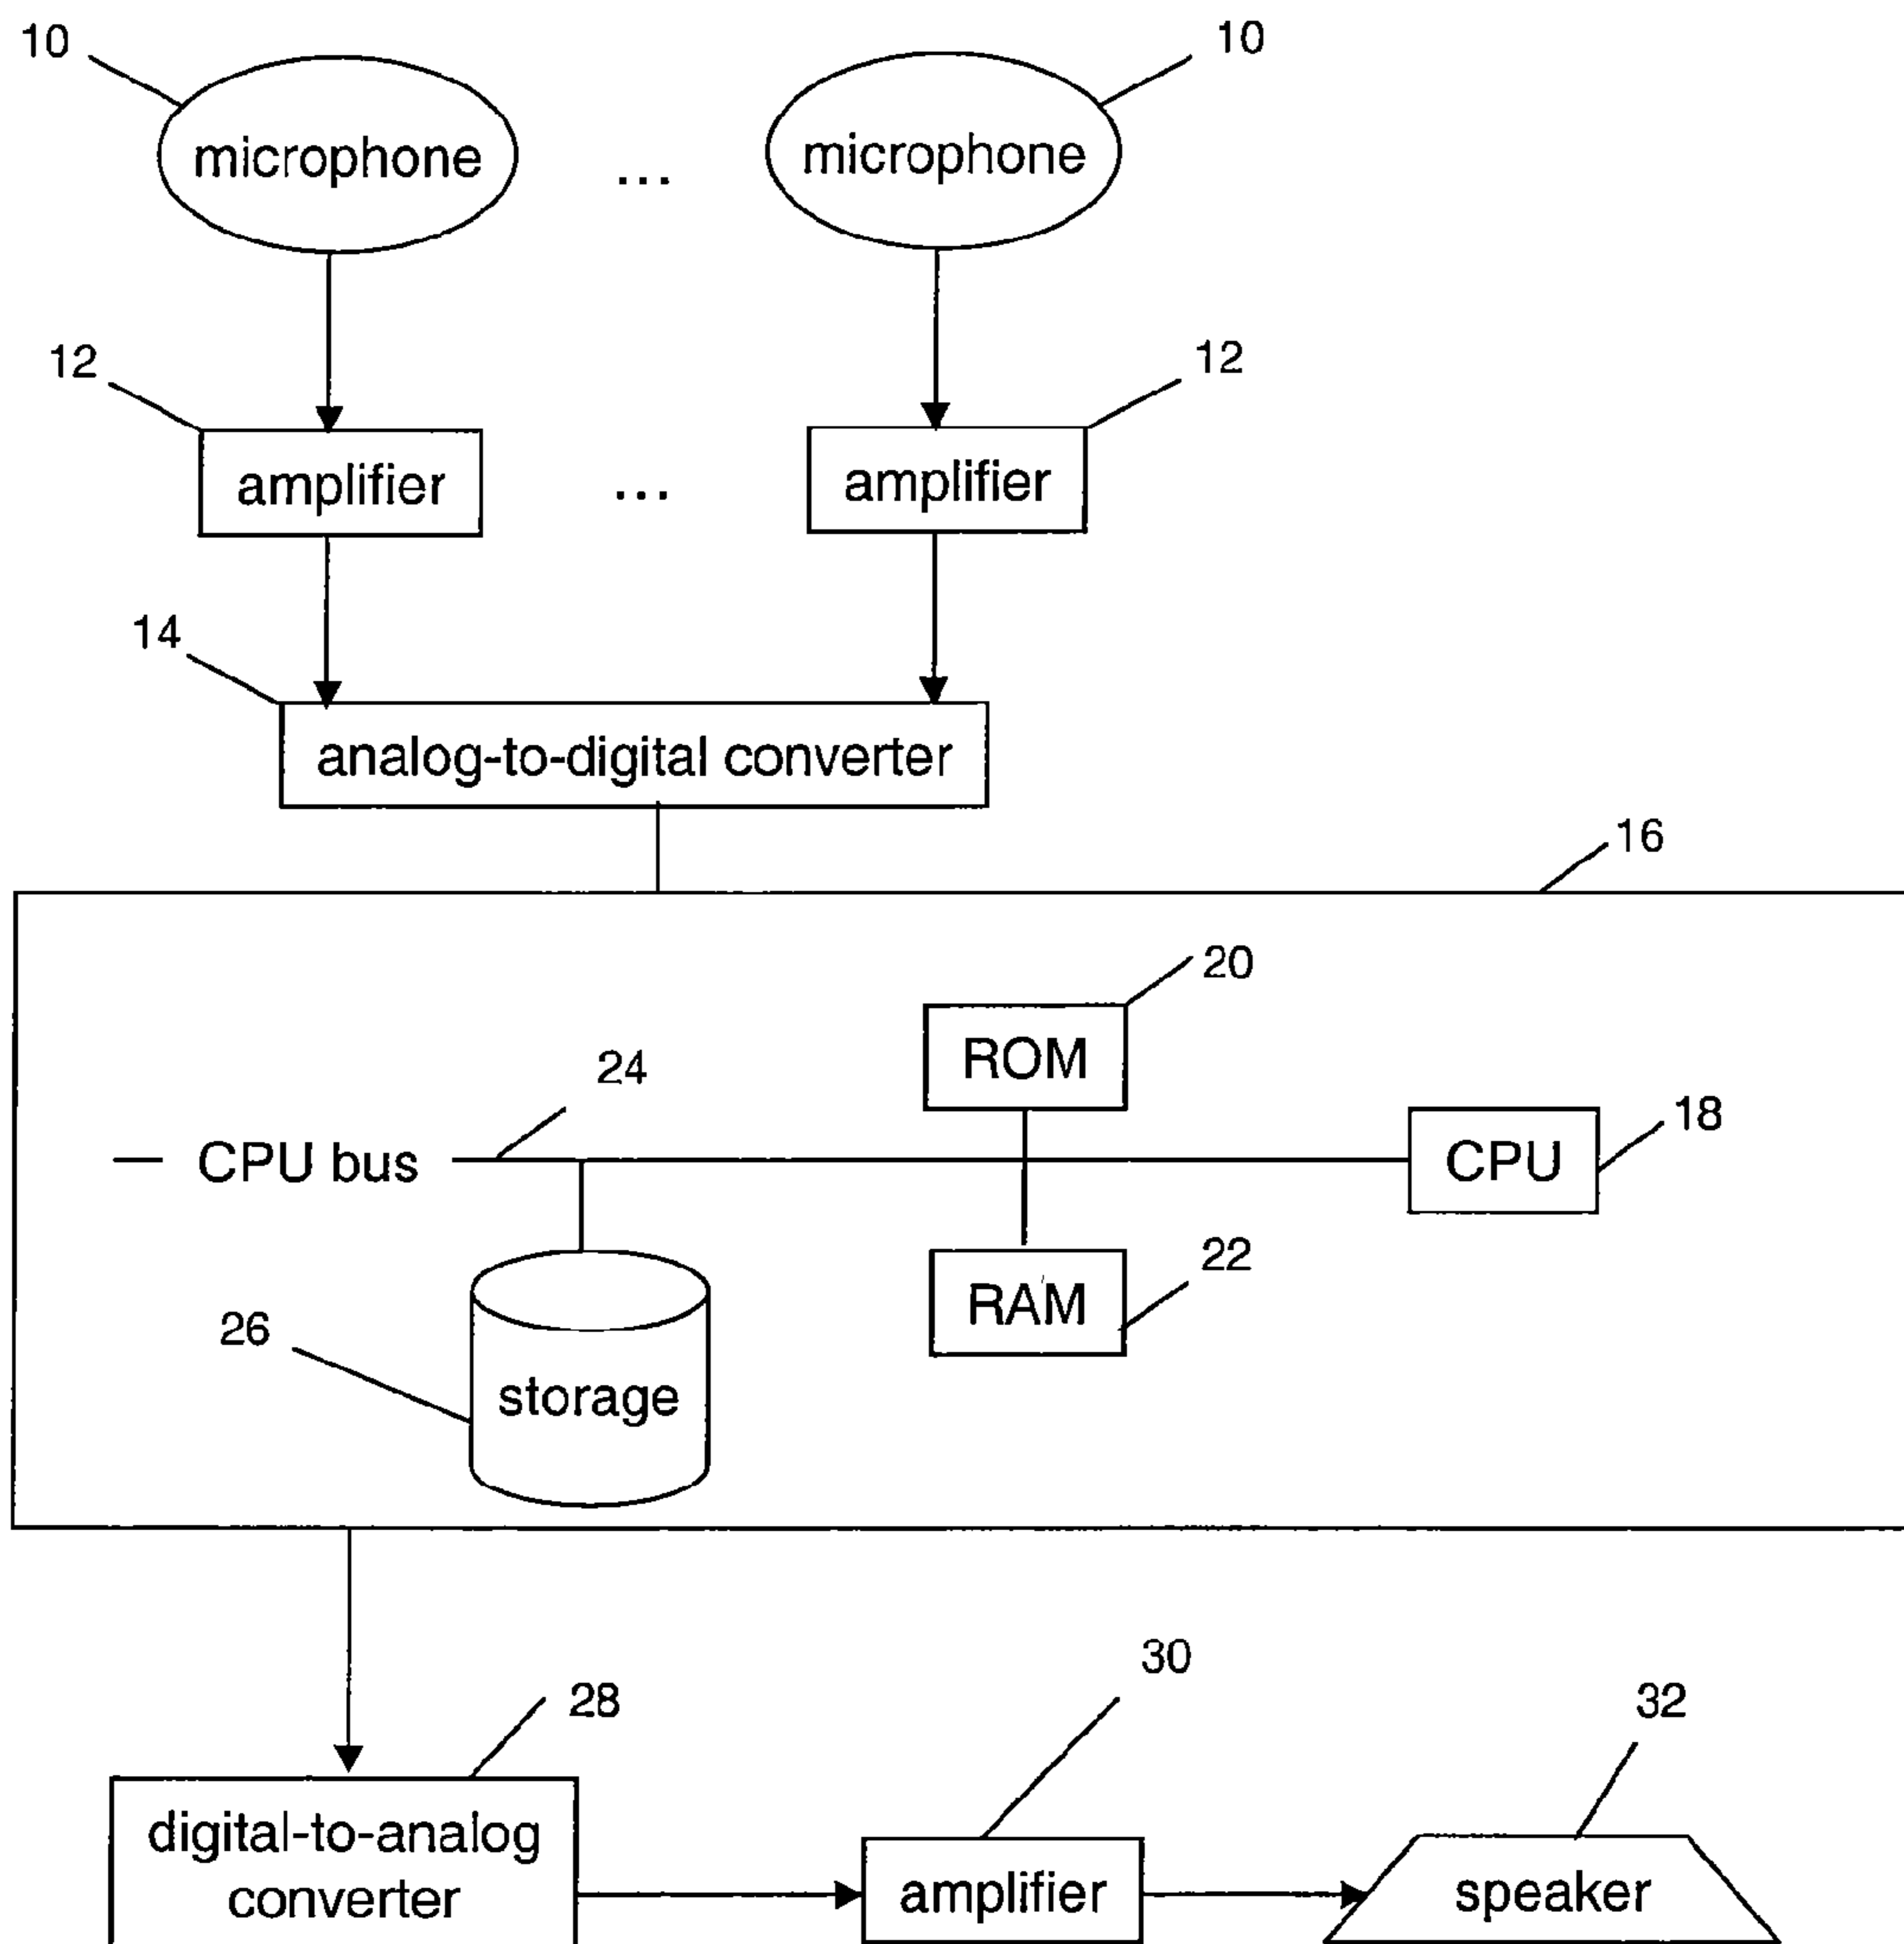 10 10
microphone ... microphone
12 12
amplifier ... amplifier
14
analog-to-digital converter
16
20
ROM
24
CPU bus
18
CPU
22
RAM
26
storage
30
28
32
digital-to-analog
converter
amplifier
speaker